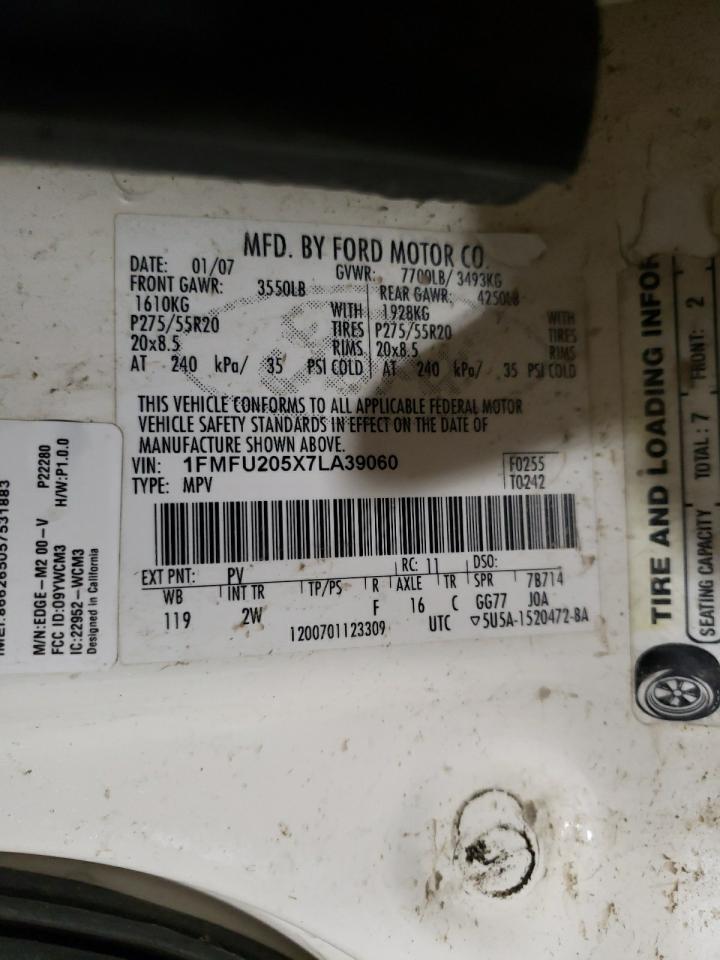 MFD. BY FORD MOTOR CO.
DATE: 01/07 GVWR: 7700LB/ 3493KG
FRONT GAWR: 3550LB REAR GAWR: 4250LB
1610KG WITH 1928KG WITH
P275/55R20 TIRES P275/55R20 TIRES
20x8.5 RIMS 20x8.5 RIMS
AT 240 kPa/ 35 PSI COLD AT 240 kPa/ 35 PSI COLD
THIS VEHICLE CONFORMS TO ALL APPLICABLE FEDERAL MOTOR
VEHICLE SAFETY STANDARDS IN EFFECT ON THE DATE OF
MANUFACTURE SHOWN ABOVE.
VIN: 1FMFU205X7LA39060 F0255
TYPE: MPV T0242
EXT PNT: PV RC: 11 DSO:
WB INT TR TP/PS R AXLE TR SPR 7B714
119 2W F 16 C GG77 J0A
1200701123309 UTC ▽5U5A-1520472-BA
M/N:EDGE-M2 00-V P22280
FCC ID:O9YWCM3 H/W:P1.0.0
IC:22952-WCM3
Designed in California
TIRE AND LOADING INFOR
SEATING CAPACITY TOTAL: 7 FRONT: 2